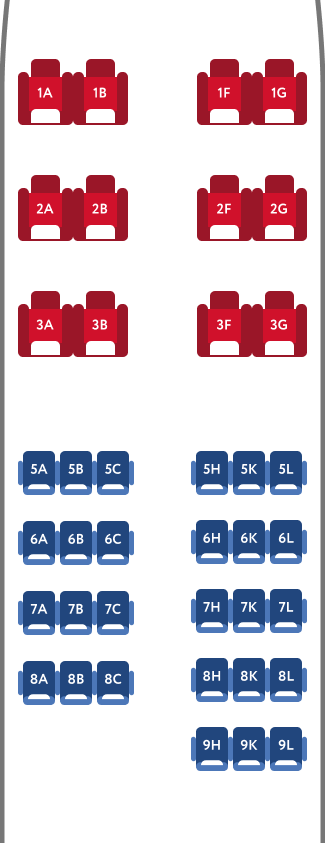 1A 1B 1F 1G
2A 2B 2F 2G
3A 3B 3F 3G
5A 5B 5C 5H 5K 5L
6A 6B 6C 6H 6K 6L
7A 7B 7C 7H 7K 7L
8A 8B 8C 8H 8K 8L
9H 9K 9L